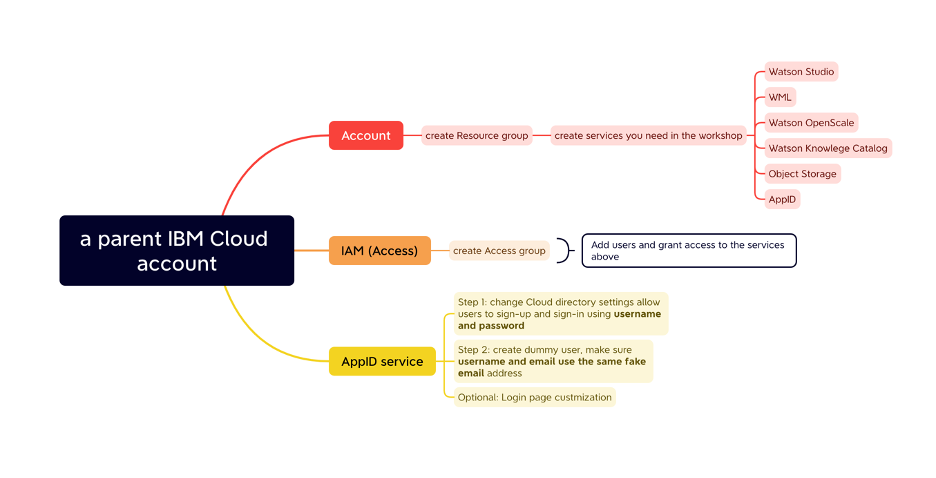 a parent IBM Cloud
account
Account
create Resource group
create services you need in the workshop
Watson Studio
WML
Watson OpenScale
Watson Knowlege Catalog
Object Storage
AppID
IAM (Access)
create Access group
Add users and grant access to the services
above
AppID service
Step 1: change Cloud directory settings allow
users to sign-up and sign-in using username
and password
Step 2: create dummy user, make sure
username and email use the same fake
email address
Optional: Login page custmization